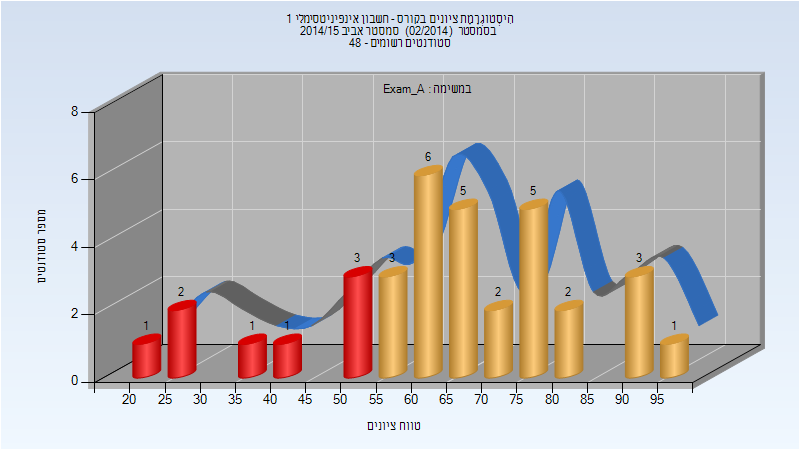 היסטוגרמת ציונים בקורס - חשבון אינפיניטסימלי 1
בסמסטר (02/2014) סמסטר אביב 2014/15
סטודנטים רשומים - 48
במשימה : Exam_A
מספר סטודנטים
8
6
4
2
0
1
2
1
1
3
3
6
5
2
5
2
3
1
20 25 30 35 40 45 50 55 60 65 70 75 80 85 90 95
טווח ציונים